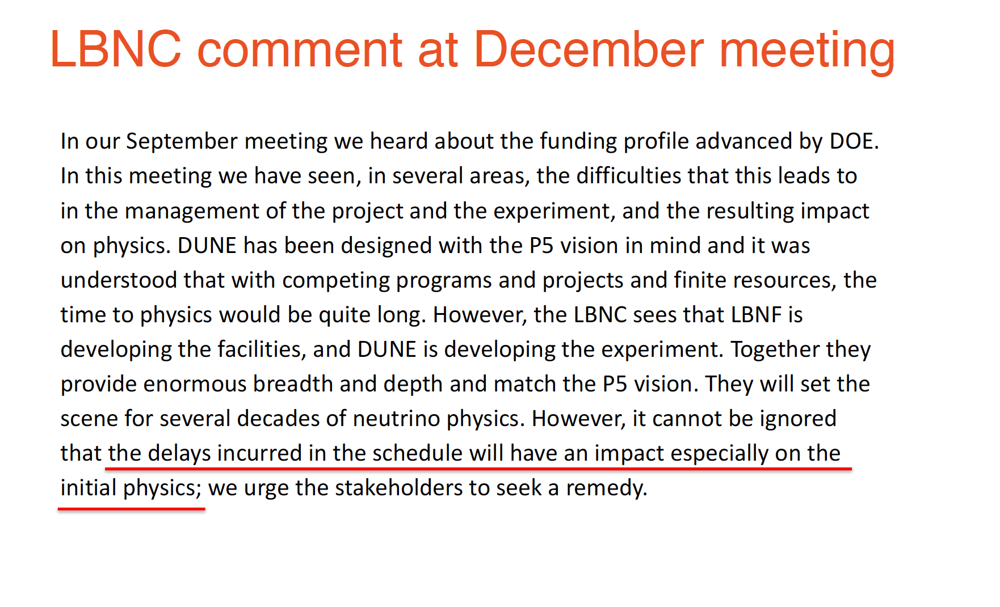 LBNC comment at December meeting
In our September meeting we heard about the funding profile advanced by DOE.
In this meeting we have seen, in several areas, the difficulties that this leads to
in the management of the project and the experiment, and the resulting impact
on physics. DUNE has been designed with the P5 vision in mind and it was
understood that with competing programs and projects and finite resources, the
time to physics would be quite long. However, the LBNC sees that LBNF is
developing the facilities, and DUNE is developing the experiment. Together they
provide enormous breadth and depth and match the P5 vision. They will set the
scene for several decades of neutrino physics. However, it cannot be ignored
that the delays incurred in the schedule will have an impact especially on the
initial physics; we urge the stakeholders to seek a remedy.